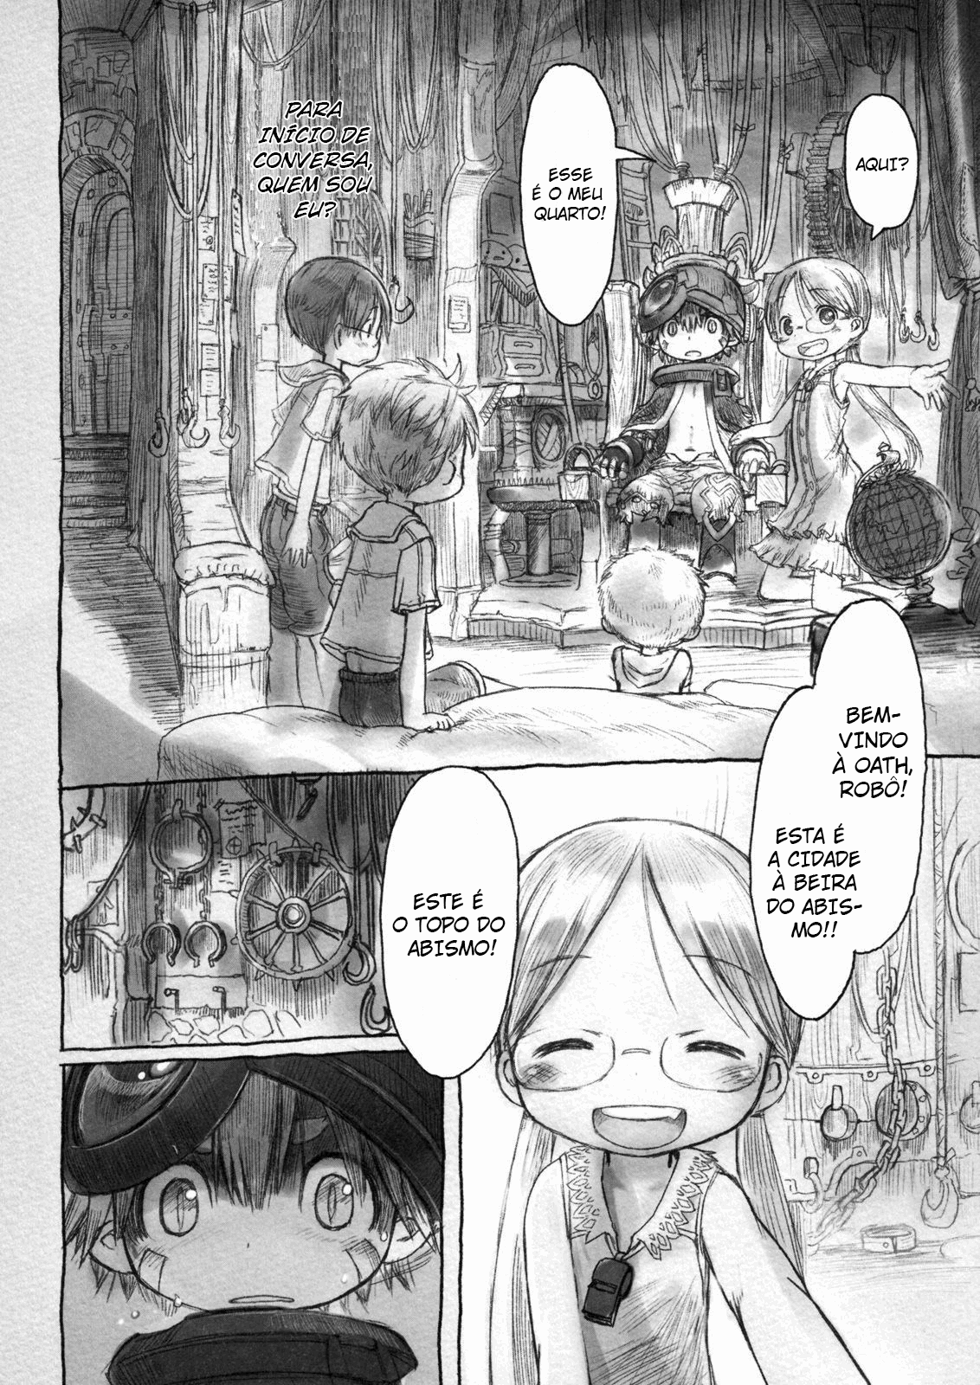 AQUI?
ESSE
É O MEU
QUARTO!
PARA
INÍCIO DE
CONVERSA,
QUEM SOU
EU?
BEM-
VINDO
À OATH,
ROBÔ!
ESTA É
A CIDADE
À BEIRA
DO ABIS-
MO!!
ESTE É
O TOPO DO
ABISMO!